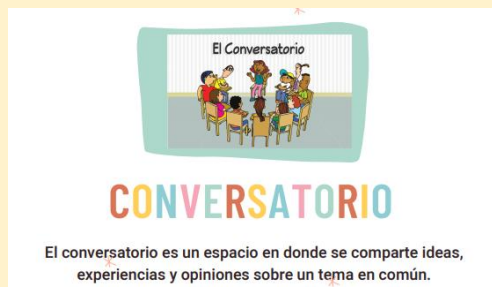 El Conversatorio
CONVERSATORIO
El conversatorio es un espacio en donde se comparte ideas,
experiencias y opiniones sobre un tema en común.